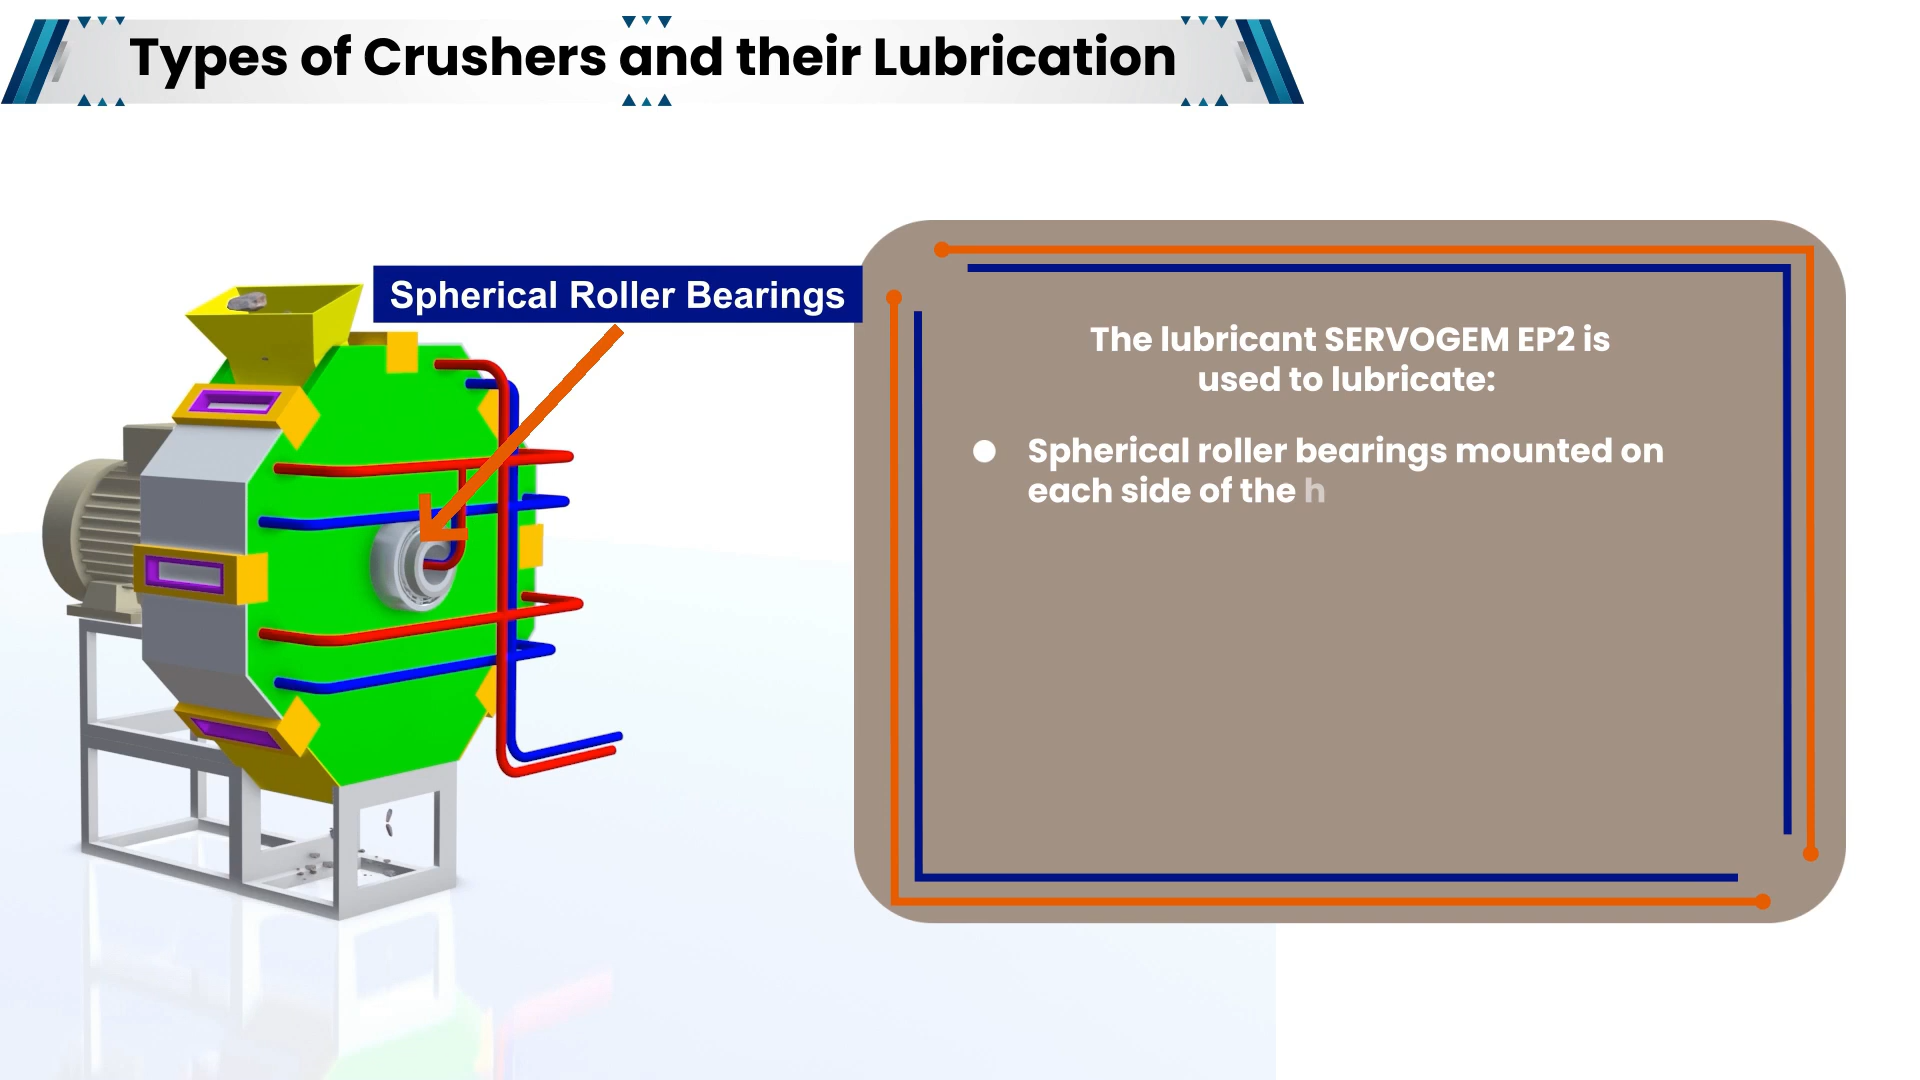 Types of Crushers and their Lubrication
Spherical Roller Bearings
The lubricant SERVOGEM EP2 is
used to lubricate:
Spherical roller bearings mounted on
each side of the h